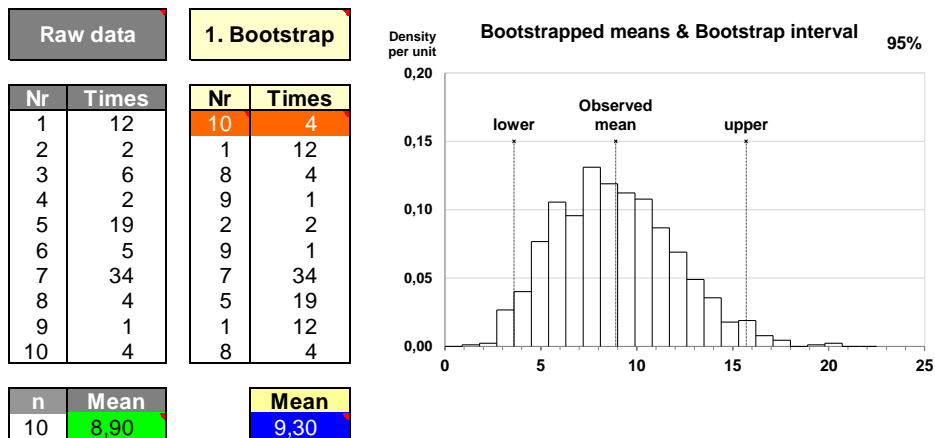 Raw data
Nr Times
1 12
2 2
3 6
4 2
5 19
6 5
7 34
8 4
9 1
10 4
n Mean
10 8,90
1. Bootstrap
Nr Times
10 4
1 12
8 4
9 1
2 2
9 1
7 34
5 19
1 12
8 4
Mean
9,30
Bootstrapped means & Bootstrap interval
95%
Density
per unit
0,20
0,15
0,10
0,05
0,00
lower
Observed
mean
upper
0 5 10 15 20 25